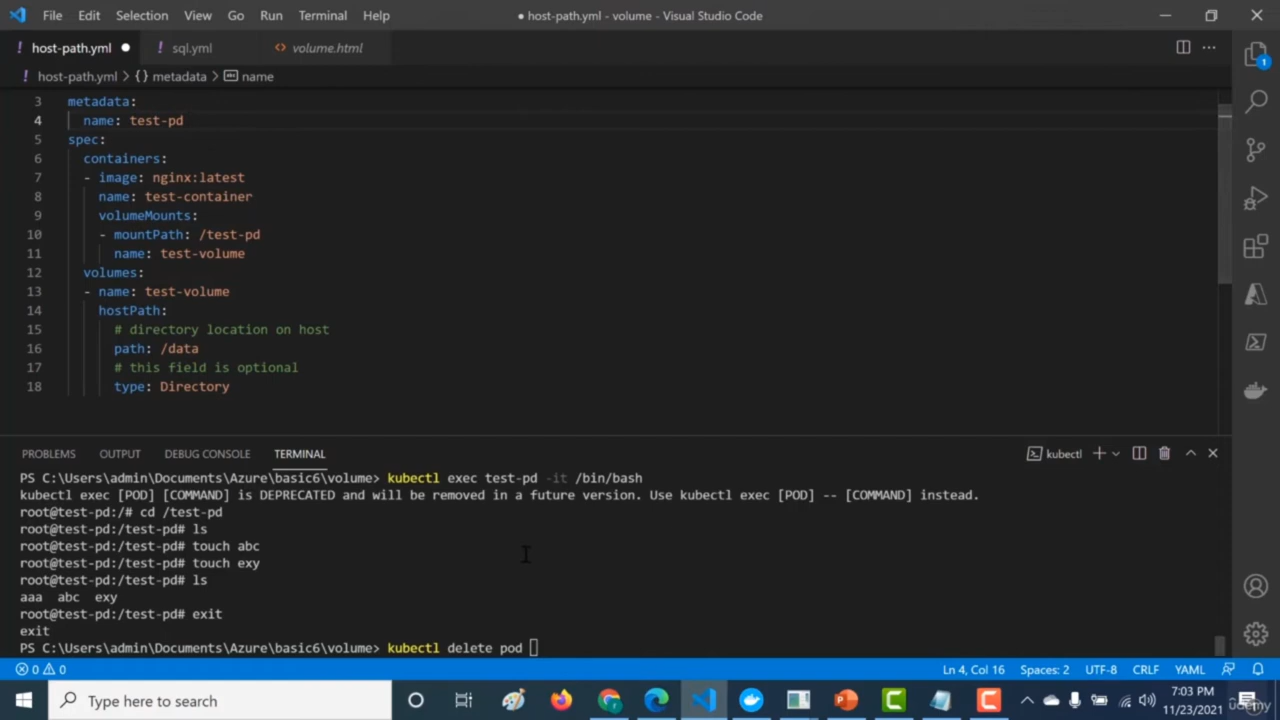 File Edit Selection View Go Run Terminal Help
● host-path.yml - volume - Visual Studio Code
! host-path.yml ● ! sql.yml <> volume.html
! host-path.yml > {} metadata > abc name
3 metadata:
4 name: test-pd
5 spec:
6 containers:
7 - image: nginx:latest
8 name: test-container
9 volumeMounts:
10 - mountPath: /test-pd
11 name: test-volume
12 volumes:
13 - name: test-volume
14 hostPath:
15 # directory location on host
16 path: /data
17 # this field is optional
18 type: Directory
1
PROBLEMS OUTPUT DEBUG CONSOLE TERMINAL kubectl
PS C:\Users\admin\Documents\Azure\basic6\volume> kubectl exec test-pd -it /bin/bash
kubectl exec [POD] [COMMAND] is DEPRECATED and will be removed in a future version. Use kubectl exec [POD] -- [COMMAND] instead.
root@test-pd:/# cd /test-pd
root@test-pd:/test-pd# ls
root@test-pd:/test-pd# touch abc
root@test-pd:/test-pd# touch exy
root@test-pd:/test-pd# ls
aaa abc exy
root@test-pd:/test-pd# exit
exit
PS C:\Users\admin\Documents\Azure\basic6\volume> kubectl delete pod
0 0 Ln 4, Col 16 Spaces: 2 UTF-8 CRLF YAML
Type here to search
7:03 PM
11/23/2021
udemy